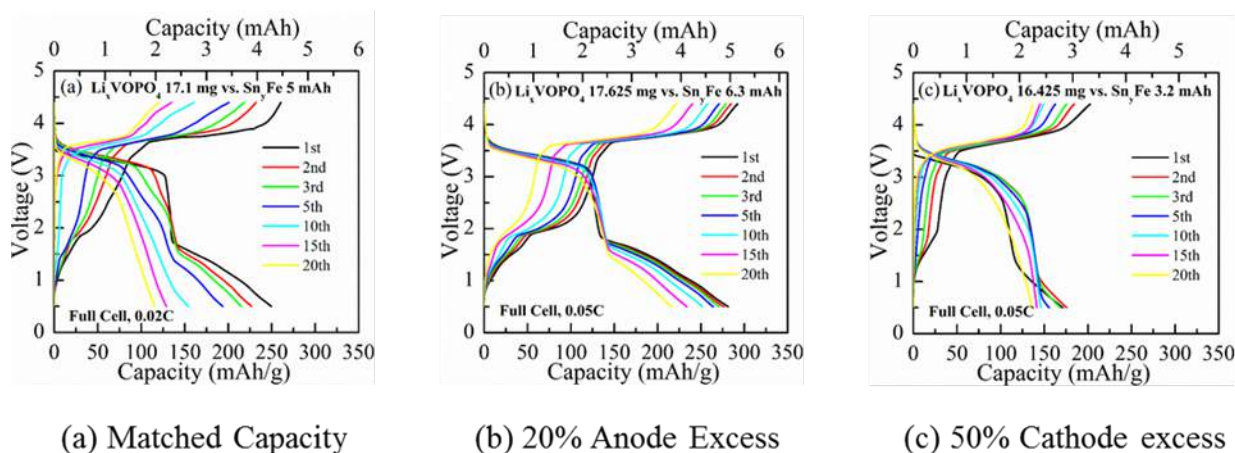 Capacity (mAh)
0 1 2 3 4 5 6
(a) LiₓVOPO₄ 17.1 mg vs. SnᵧFe 5 mAh
Voltage (V)
5
4
3
2
1
0
1st
2nd
3rd
5th
10th
15th
20th
Full Cell, 0.02C
0 50 100 150 200 250 300 350
Capacity (mAh/g)
(a) Matched Capacity
Capacity (mAh)
0 1 2 3 4 5 6
(b) LiₓVOPO₄ 17.625 mg vs. SnᵧFe 6.3 mAh
Voltage (V)
5
4
3
2
1
0
1st
2nd
3rd
5th
10th
15th
20th
Full Cell, 0.05C
0 50 100 150 200 250 300 350
Capacity (mAh/g)
(b) 20% Anode Excess
Capacity (mAh)
0 1 2 3 4 5
(c) LiₓVOPO₄ 16.425 mg vs. SnᵧFe 3.2 mAh
Voltage (V)
5
4
3
2
1
0
1st
2nd
3rd
5th
10th
15th
20th
Full Cell, 0.05C
0 50 100 150 200 250 300 350
Capacity (mAh/g)
(c) 50% Cathode excess